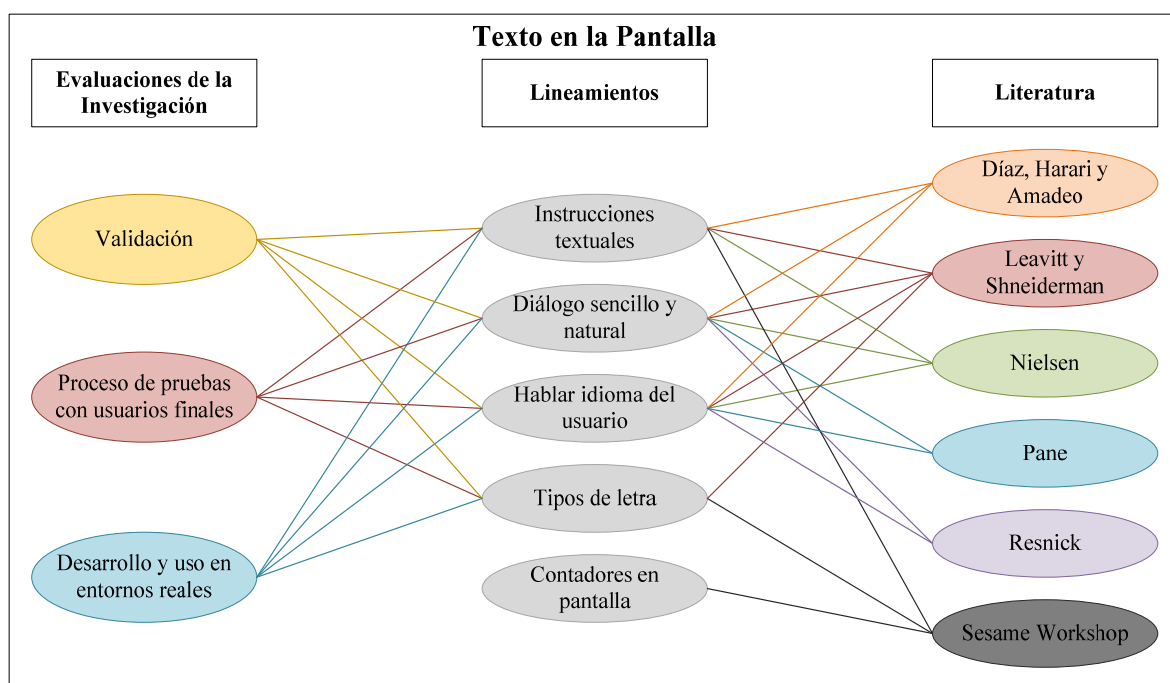 Texto en la Pantalla
Evaluaciones de la
Investigación
Lineamientos
Literatura
Validación
Proceso de pruebas
con usuarios finales
Desarrollo y uso en
entornos reales
Instrucciones
textuales
Diálogo sencillo y
natural
Hablar idioma del
usuario
Tipos de letra
Contadores en
pantalla
Díaz, Harari y
Amadeo
Leavitt y
Shneiderman
Nielsen
Pane
Resnick
Sesame Workshop